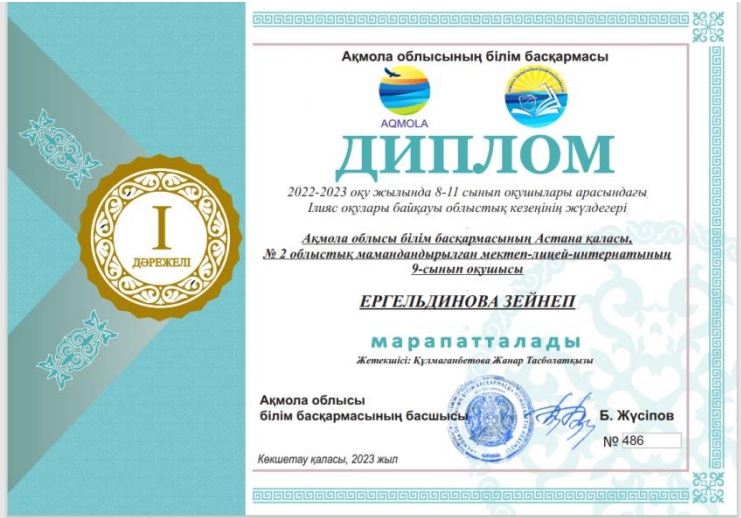 Ақмола облысының білім басқармасы
AQMOLA
ДИПЛОМ
2022-2023 оқу жылында 8-11 сынып оқушылары арасындағы
Ілияс оқулары байқауы облыстық кезеңінің жүлдегері
I
ДӘРЕЖЕЛІ
Ақмола облысы білім басқармасының Астана қаласы,
№ 2 облыстық мамандандырылған мектеп-лицей-интернатының
9-сынып оқушысы
ЕРГЕЛЬДИНОВА ЗЕЙНЕП
марапатталады
Жетекшісі: Құлмағанбетова Жанар Тасболатқызы
Ақмола облысы
білім басқармасының басшысы
Б. Жүсіпов
№ 486
Көкшетау қаласы, 2023 жыл